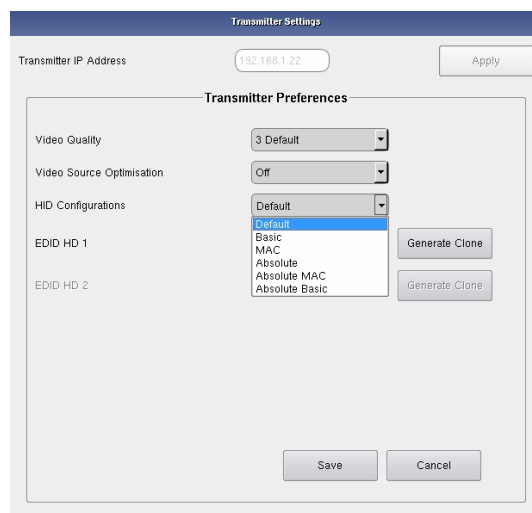 Transmitter Settings
Transmitter IP Address
192.168.1.22
Apply
Transmitter Preferences
Video Quality
3 Default
Video Source Optimisation
Off
HID Configurations
Default
Default
Basic
MAC
Absolute
Absolute MAC
Absolute Basic
EDID HD 1
Generate Clone
EDID HD 2
Generate Clone
Save
Cancel